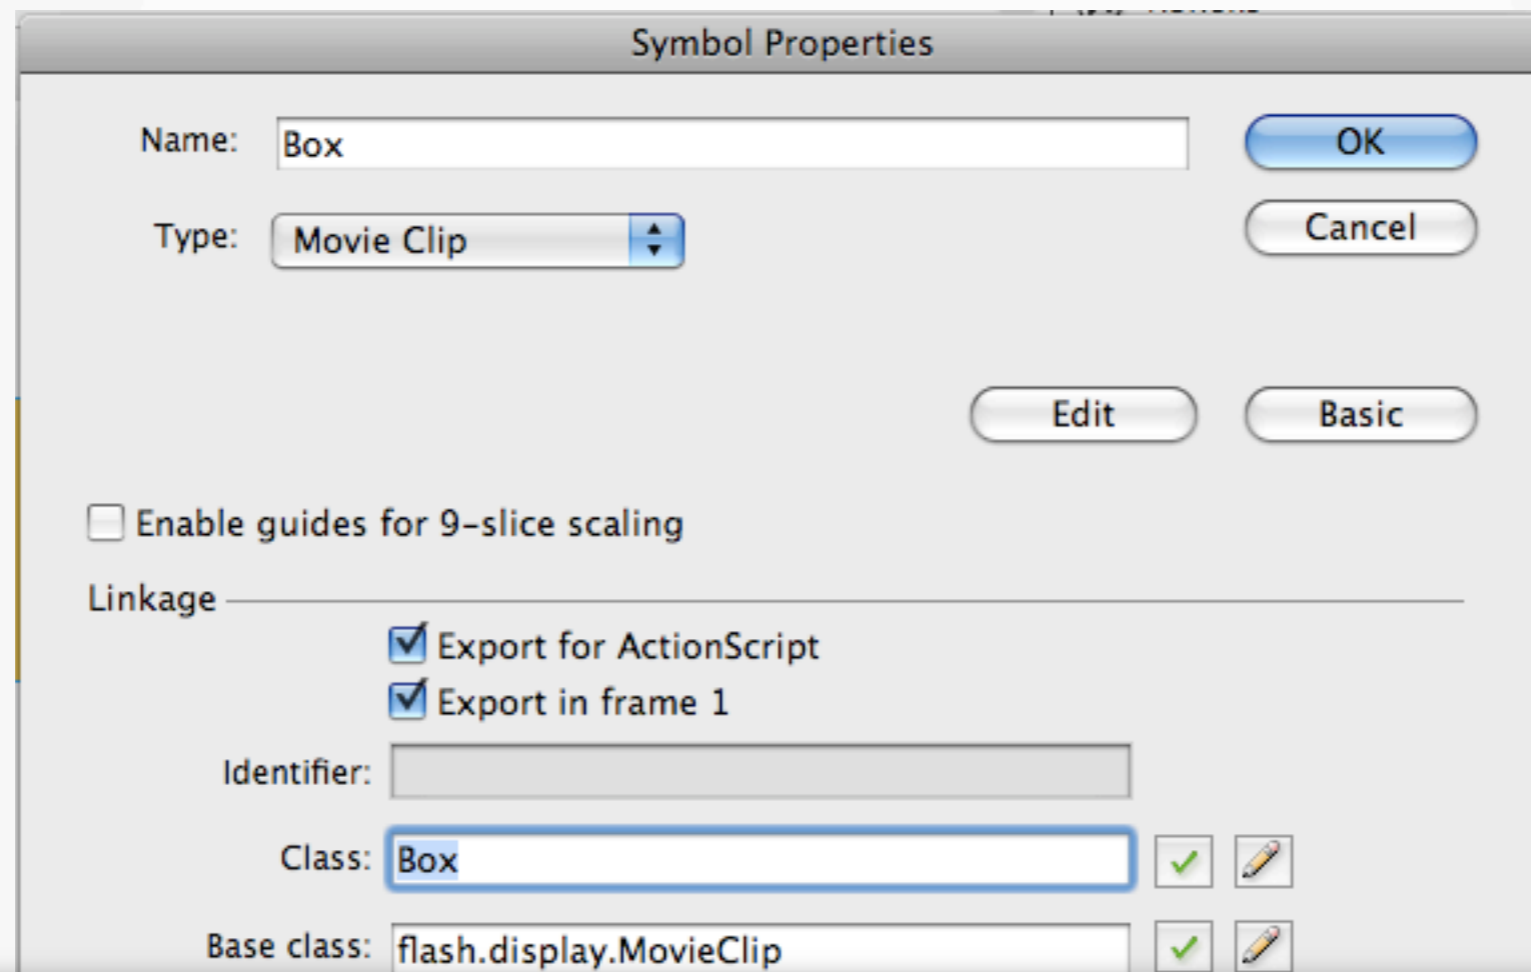 Symbol Properties
Name: Box
OK
Type: Movie Clip
Cancel
Edit
Basic
Enable guides for 9-slice scaling
Linkage
Export for ActionScript
Export in frame 1
Identifier:
Class: Box
Base class: flash.display.MovieClip